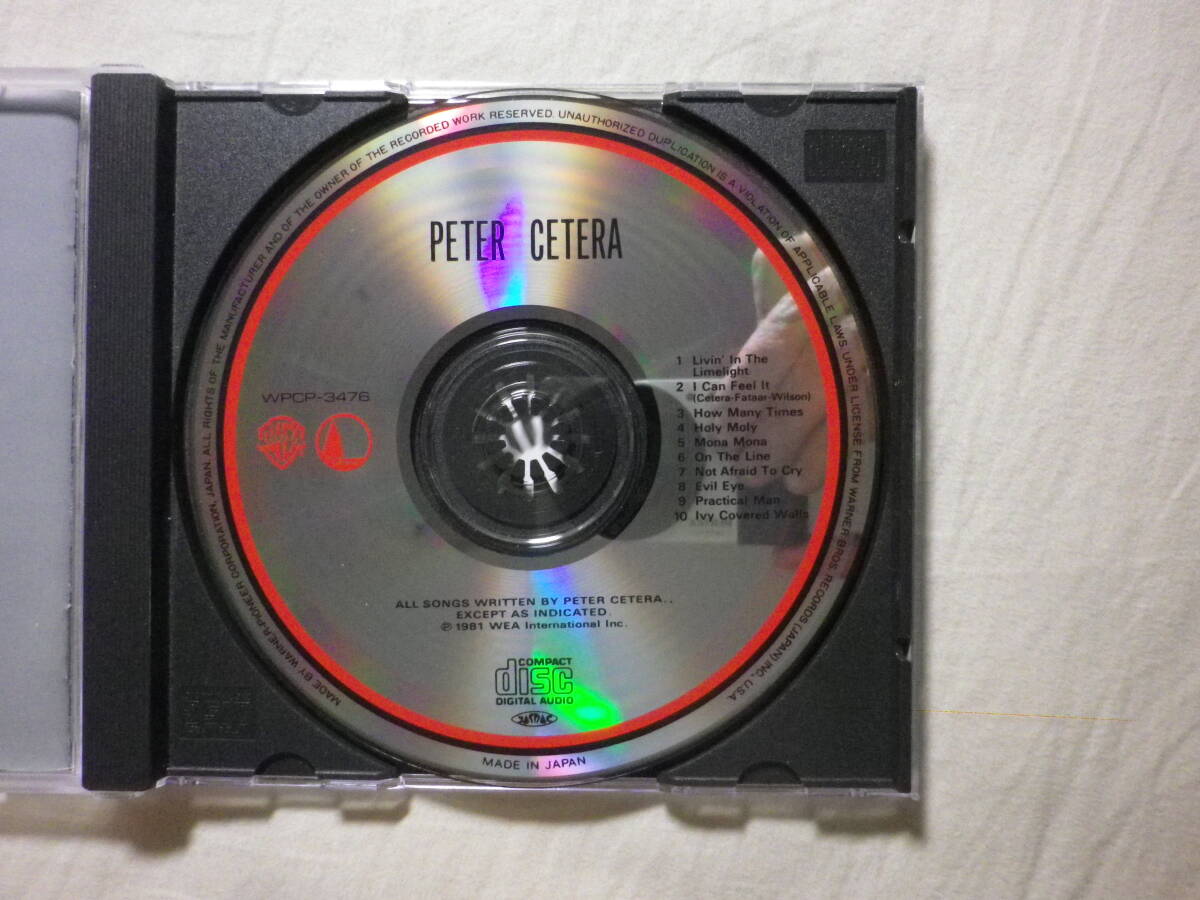 PETER CETERA
WPCP-3476
1 Livin' In The
Limelight
2 I Can Feel It
(Cetera-Fataar-Wilson)
3 How Many Times
4 Holy Moly
5 Mona Mona
6 On The Line
7 Not Afraid To Cry
8 Evil Eye
9 Practical Man
10 Ivy Covered Walls
ALL SONGS WRITTEN BY PETER CETERA..
EXCEPT AS INDICATED.
℗ 1981 WEA International Inc.
COMPACT
disc
DIGITAL AUDIO
JASRAC
MADE BY WARNER-PIONEER CORPORATION, JAPAN. ALL RIGHTS OF THE MANUFACTURER AND OF THE OWNER OF THE RECORDED WORK RESERVED. UNAUTHORIZED DUPLICATION IS A VIOLATION OF APPLICABLE LAWS. UNDER LICENSE FROM WARNER BROS. RECORDS (JAPAN) INC., U.S.A.
MADE IN JAPAN